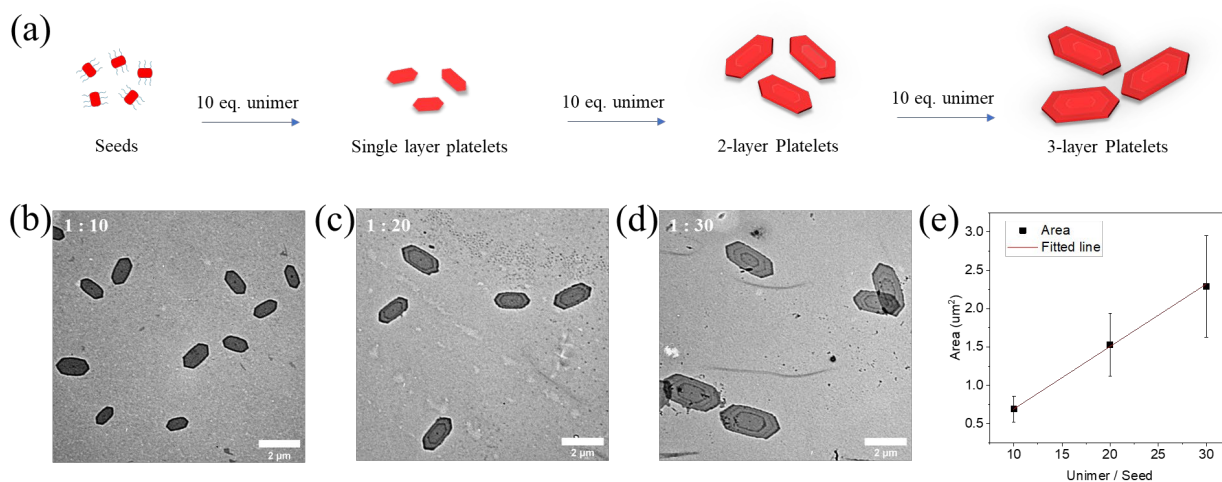 (a)
10 eq. unimer
10 eq. unimer
10 eq. unimer
Seeds
Single layer platelets
2-layer Platelets
3-layer Platelets
(b)
1 : 10
2 μm
(c)
1 : 20
2 μm
(d)
1 : 30
2 μm
(e)
Area
Fitted line
Area (um²)
3.0
2.5
2.0
1.5
1.0
0.5
10
15
20
25
30
Unimer / Seed